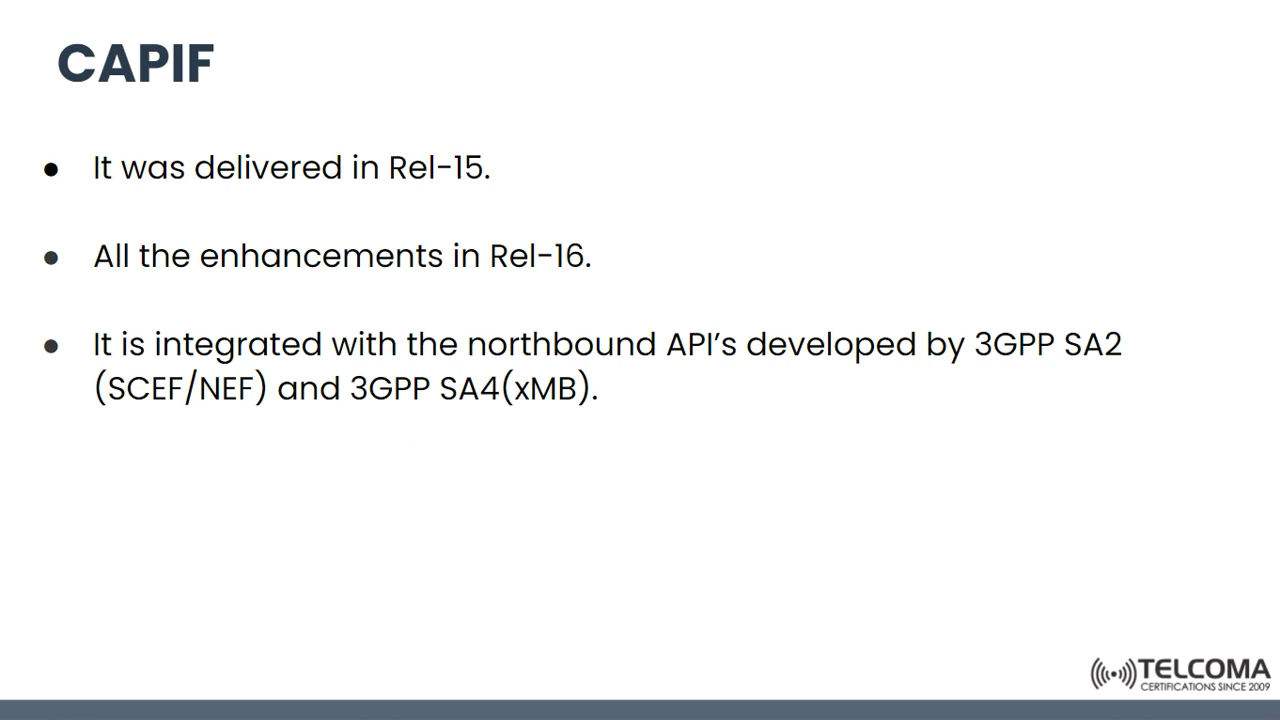 CAPIF
● It was delivered in Rel-15.
● All the enhancements in Rel-16.
● It is integrated with the northbound API’s developed by 3GPP SA2
(SCEF/NEF) and 3GPP SA4(xMB).
TELCOMA
CERTIFICATIONS SINCE 2009